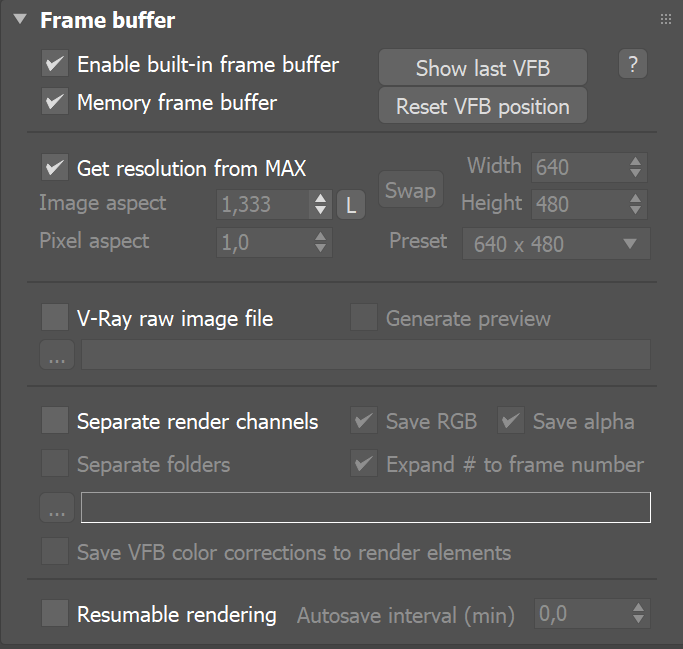 Frame buffer
Enable built-in frame buffer Show last VFB ?
Memory frame buffer Reset VFB position
Get resolution from MAX Width 640
Image aspect 1,333 L Swap Height 480
Pixel aspect 1,0 Preset 640 x 480
V-Ray raw image file Generate preview
...
Separate render channels Save RGB Save alpha
Separate folders Expand # to frame number
...
Save VFB color corrections to render elements
Resumable rendering Autosave interval (min) 0,0